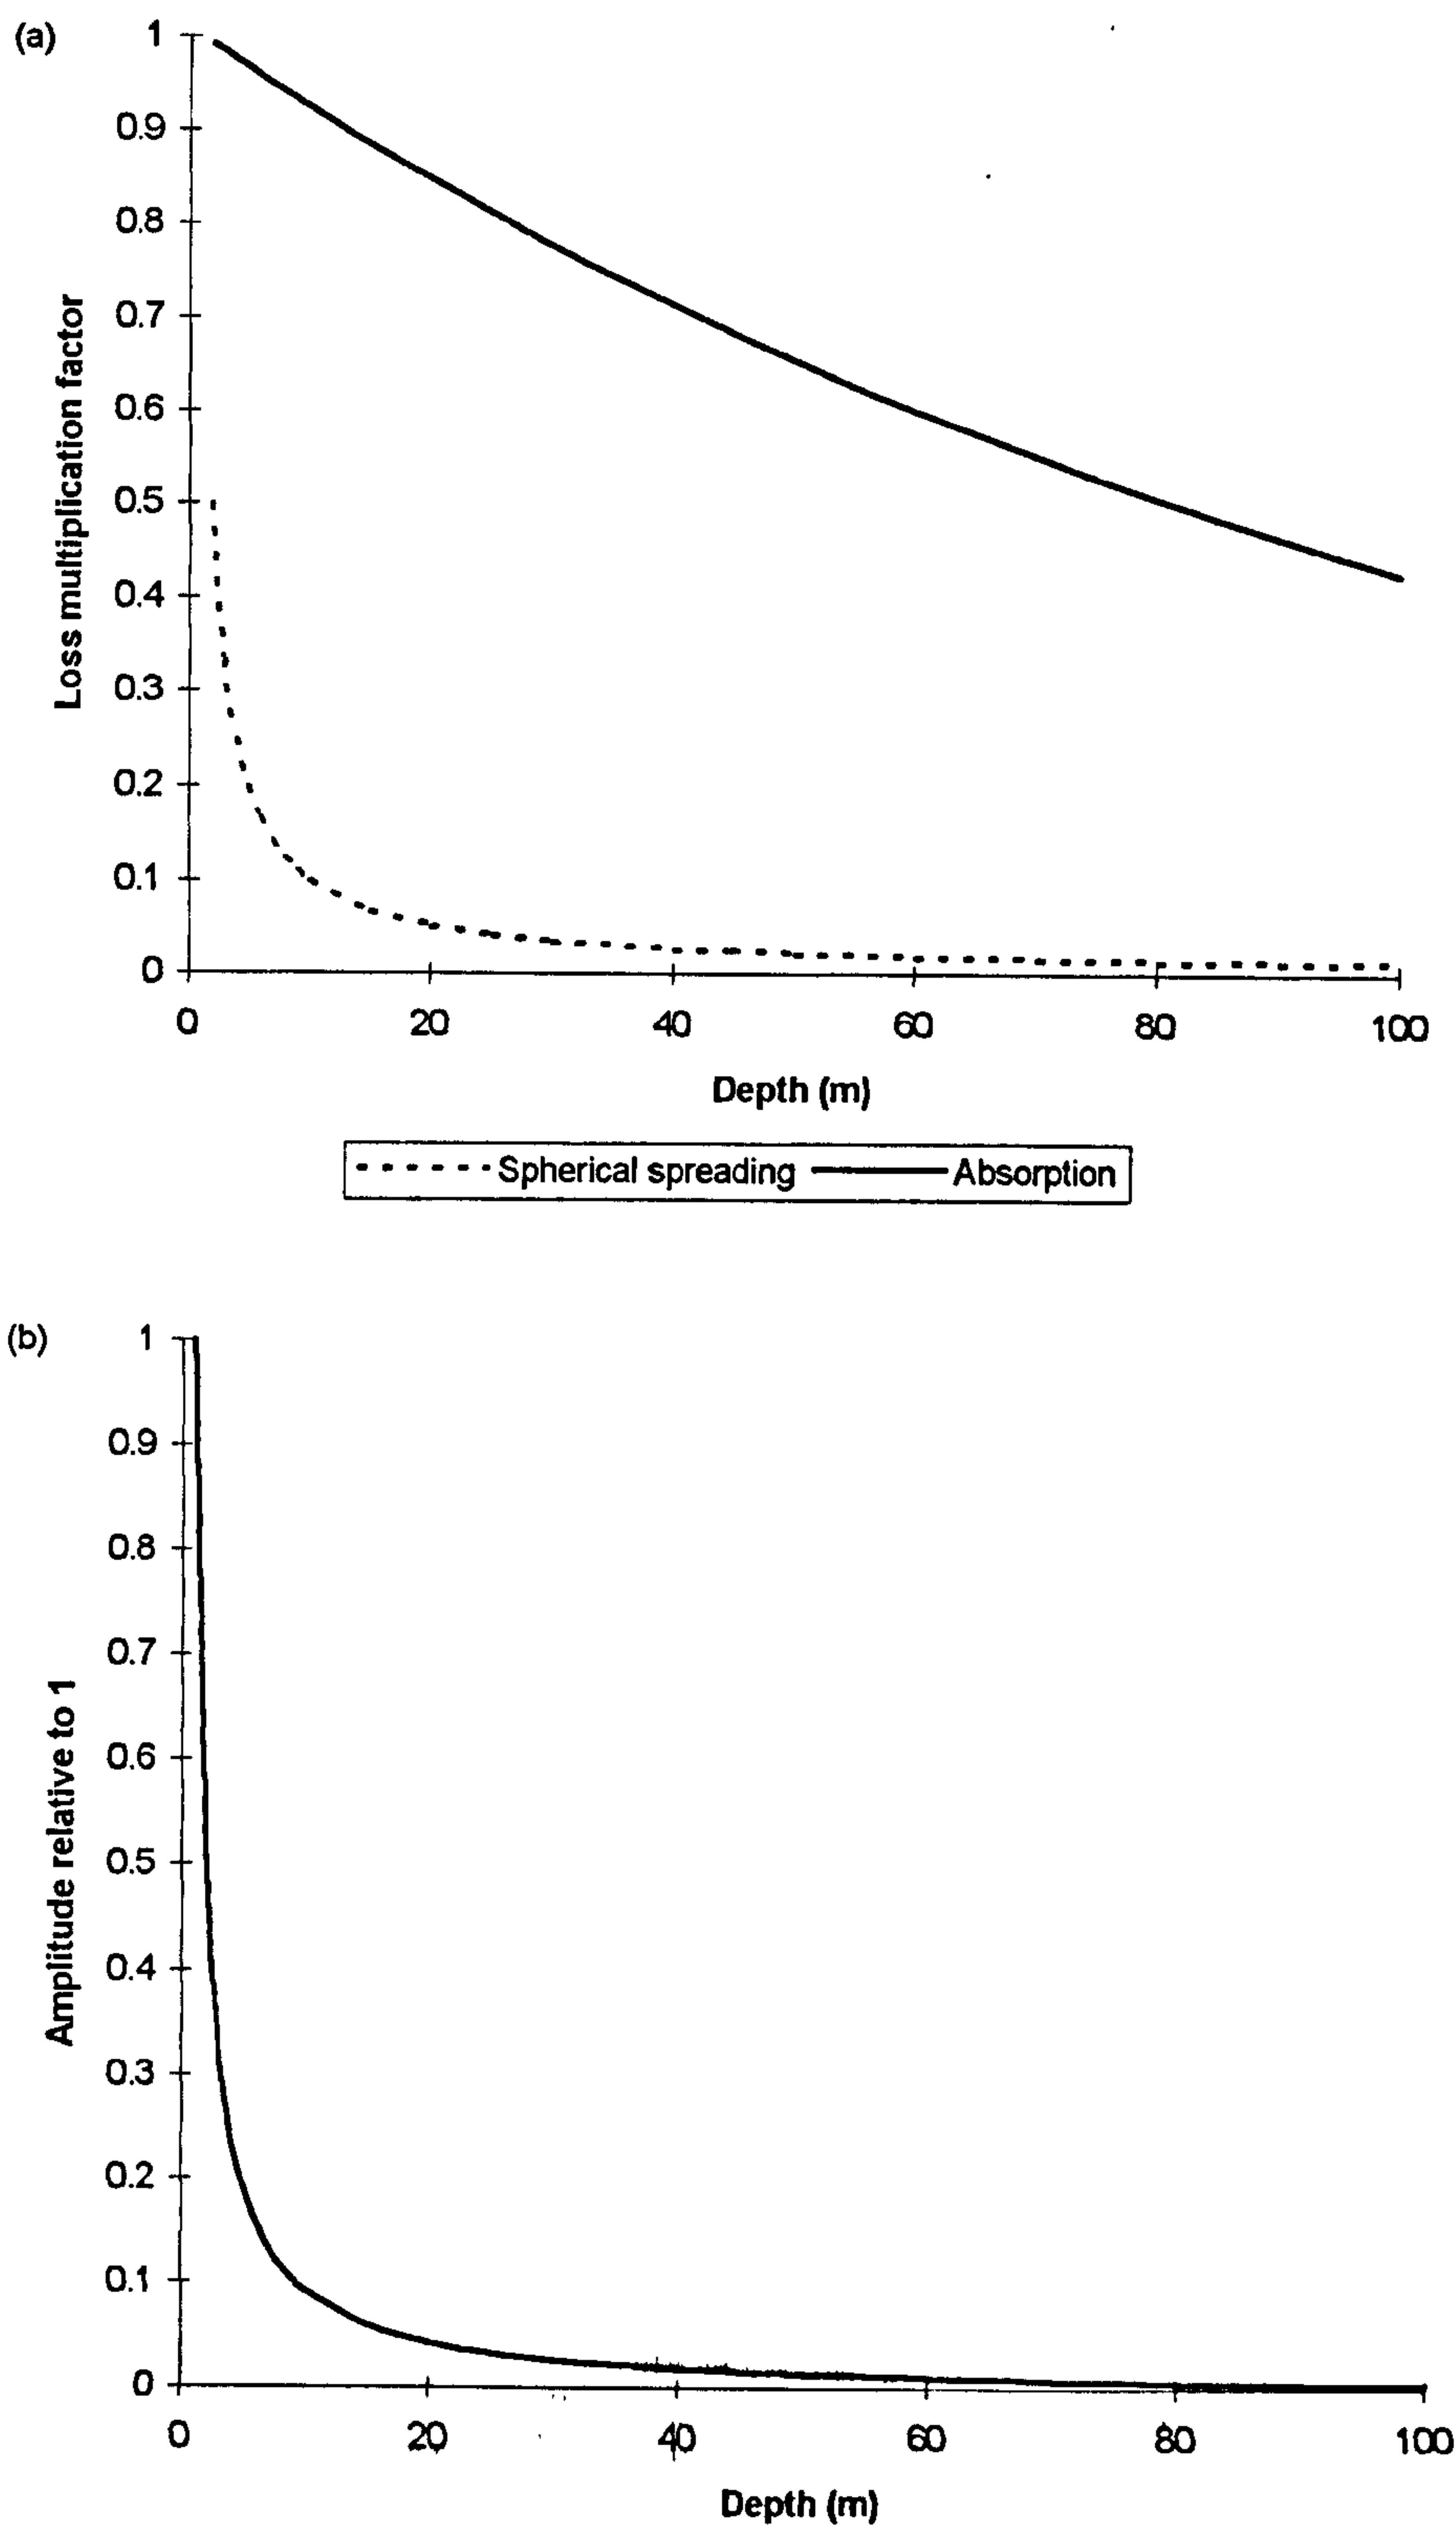 (a)
1
0.9
0.8
0.7
0.6
0.5
0.4
0.3
0.2
0.1
0
Loss multiplication factor
0 20 40 60 80 100
Depth (m)
Spherical spreading Absorption
(b)
1
0.9
0.8
0.7
0.6
0.5
0.4
0.3
0.2
0.1
0
Amplitude relative to 1
0 20 40 60 80 100
Depth (m)